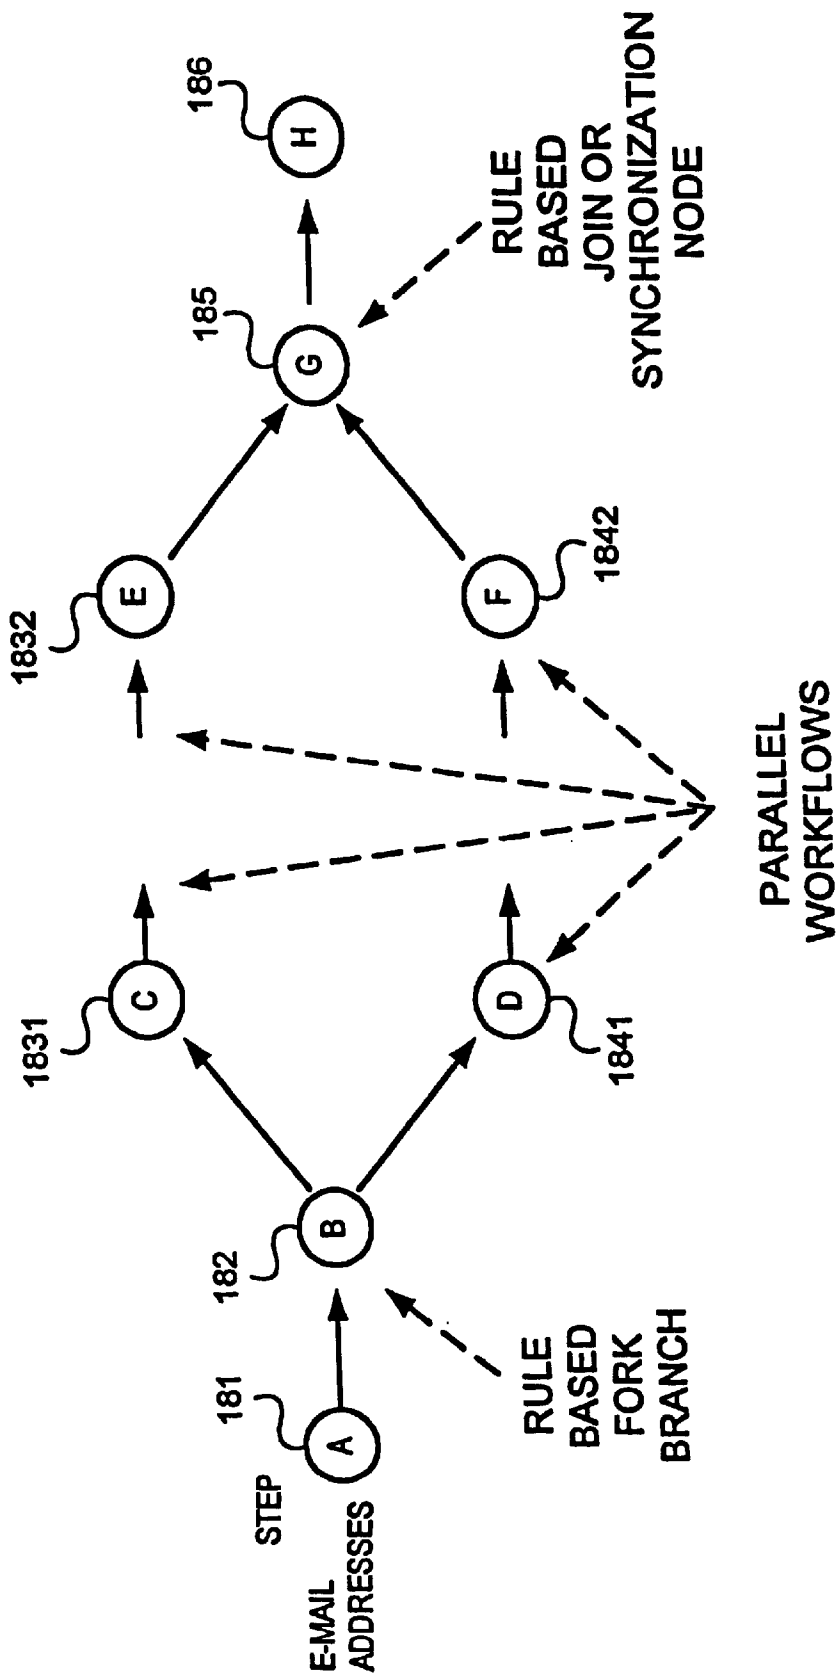 STEP
E-MAIL
ADDRESSES
181
A
182
B
RULE
BASED
FORK
BRANCH
1831
C
1841
D
PARALLEL
WORKFLOWS
1832
E
1842
F
185
G
RULE
BASED
JOIN OR
SYNCHRONIZATION
NODE
186
H